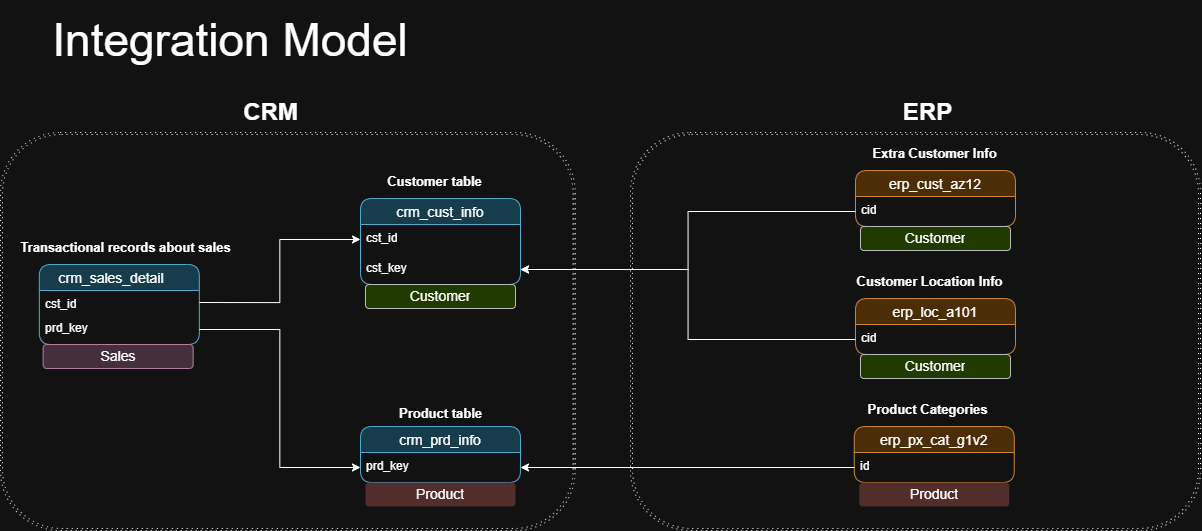 Integration Model
CRM
Transactional records about sales
crm_sales_detail
cst_id
prd_key
Sales
Customer table
crm_cust_info
cst_id
cst_key
Customer
Product table
crm_prd_info
prd_key
Product
ERP
Extra Customer Info
erp_cust_az12
cid
Customer
Customer Location Info
erp_loc_a101
cid
Customer
Product Categories
erp_px_cat_g1v2
id
Product